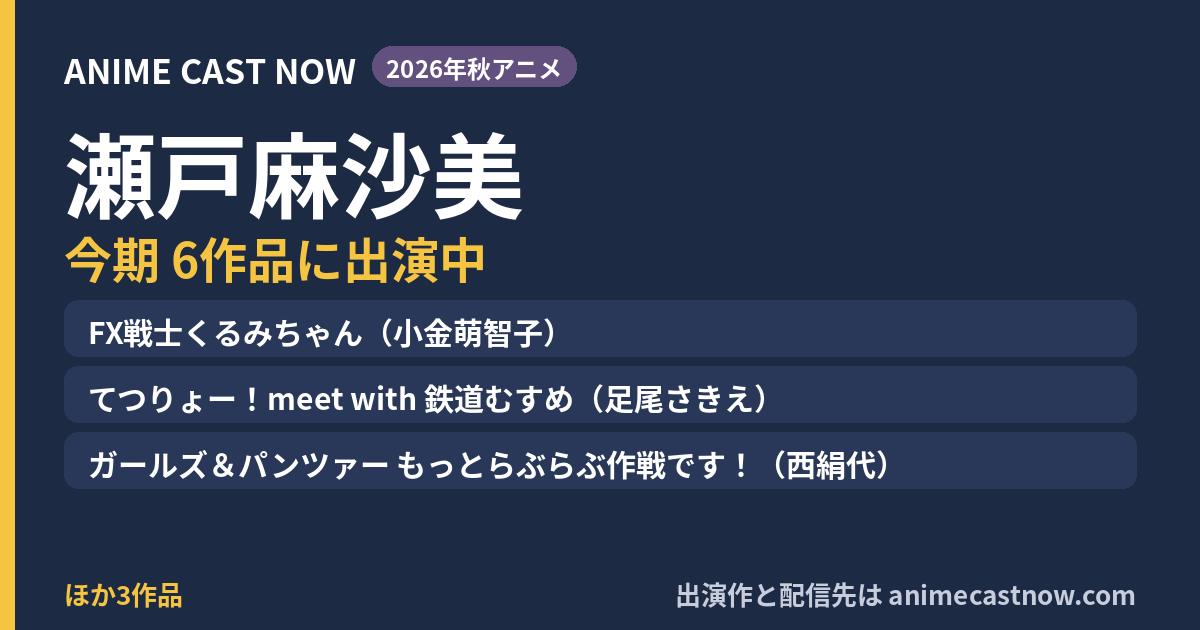 ANIME CAST NOW 2026年秋アニメ
瀬戸麻沙美
今期 6作品に出演中
FX戦士くるみちゃん（小金萌智子）
てつりょー！meet with 鉄道むすめ（足尾さきえ）
ガールズ＆パンツァー もっとらぶらぶ作戦です！（西絹代）
ほか3作品
出演作と配信先は animecastnow.com